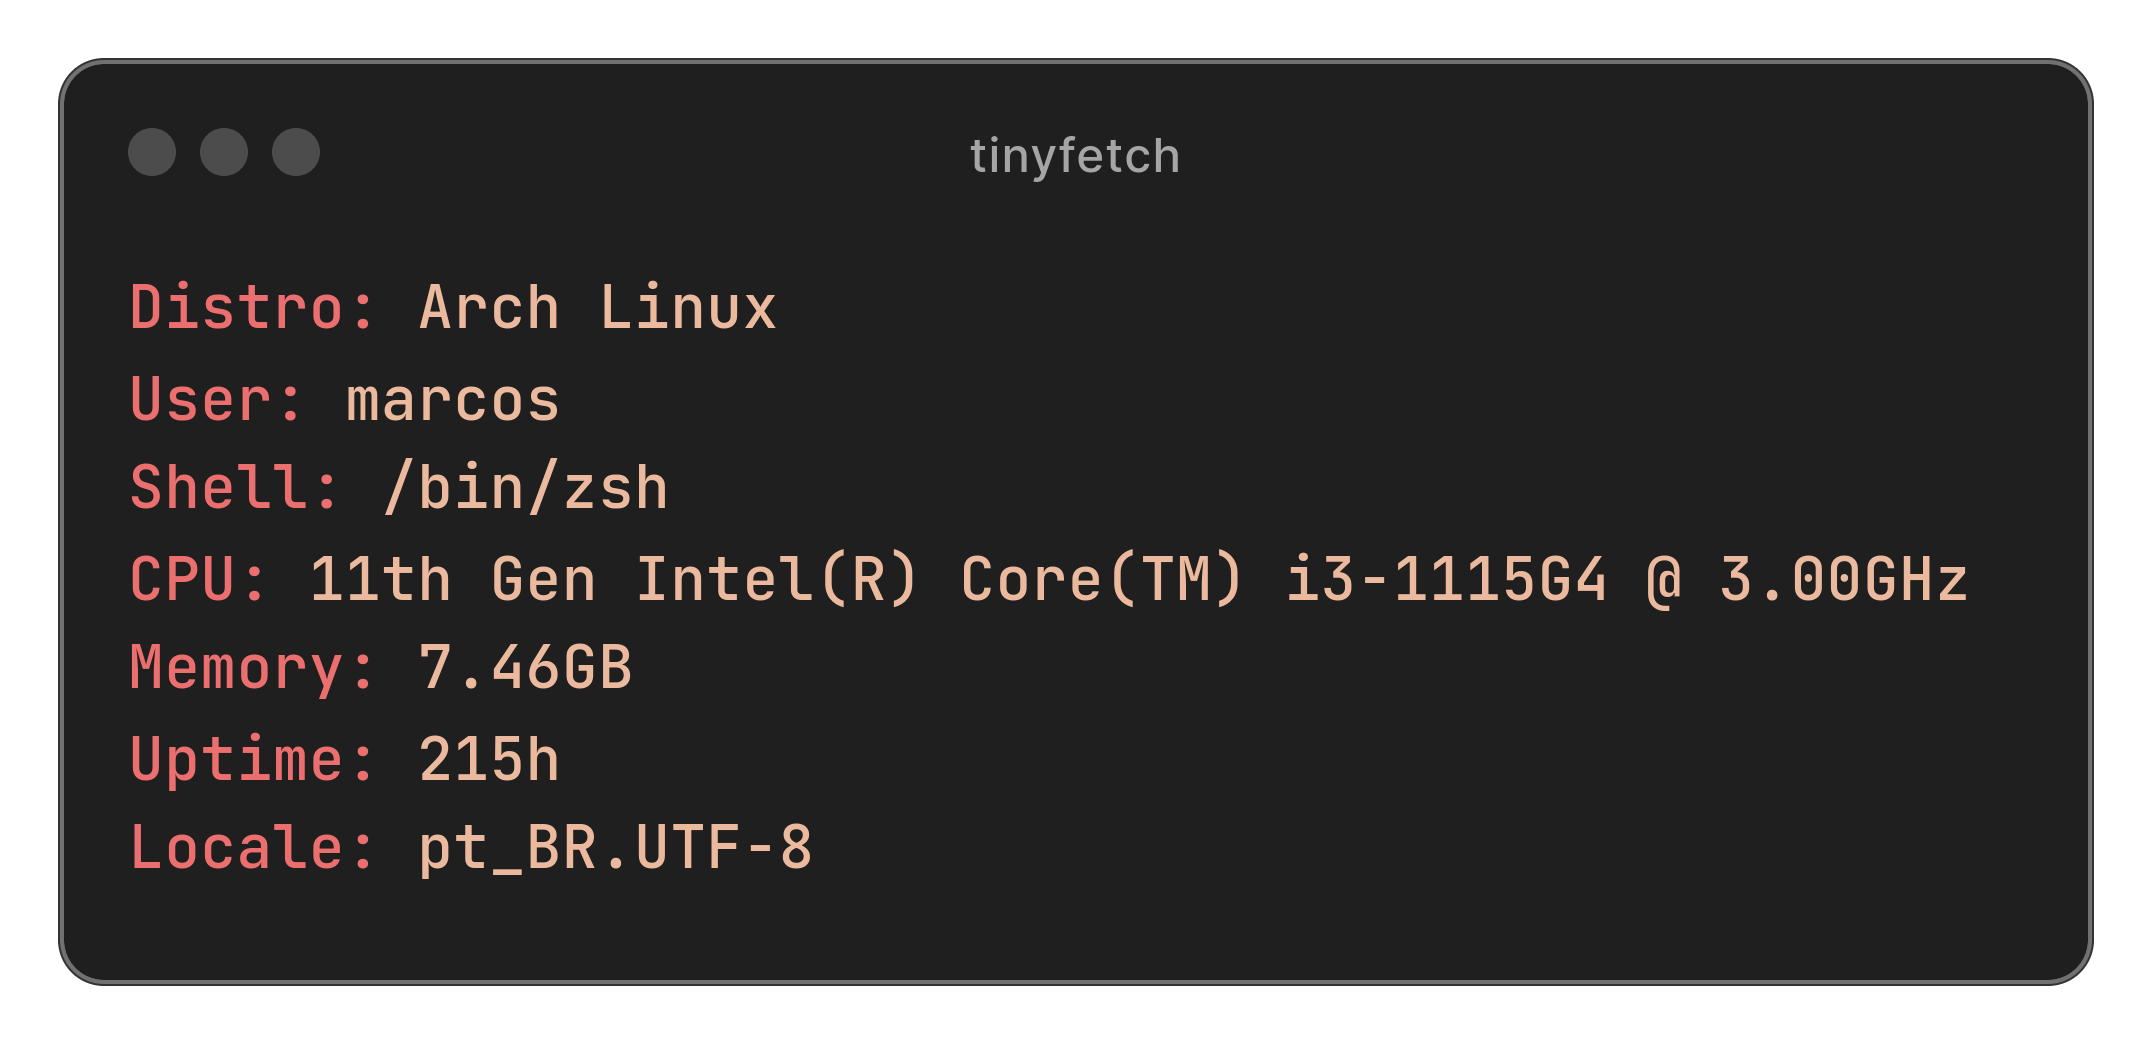 tinyfetch
Distro: Arch Linux
User: marcos
Shell: /bin/zsh
CPU: 11th Gen Intel(R) Core(TM) i3-1115G4 @ 3.00GHz
Memory: 7.46GB
Uptime: 215h
Locale: pt_BR.UTF-8